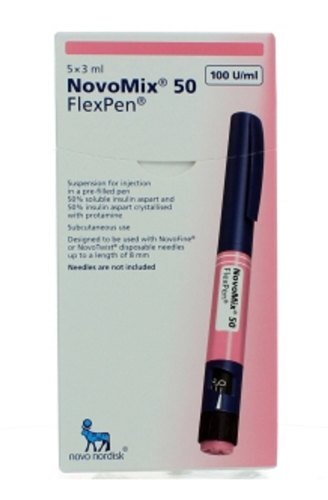 5 x 3 ml
NovoMix® 50
FlexPen®
100 U/ml
Suspension for injection
in a pre-filled pen
50% soluble insulin aspart and
50% insulin aspart crystallised
with protamine
Subcutaneous use
Designed to be used with NovoFine®
or NovoTwist® disposable needles
up to a length of 8 mm
Needles are not included
NovoMix® 50
FlexPen®
novo nordisk